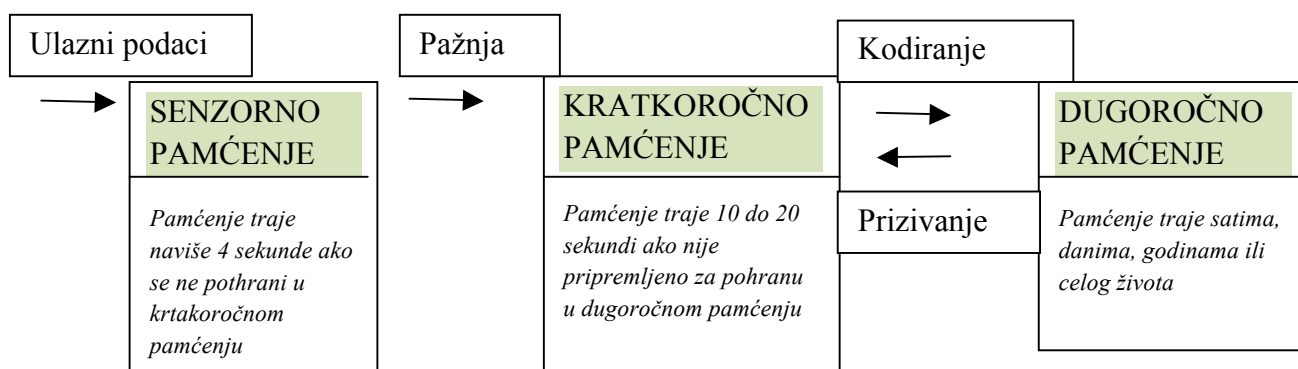 Ulazni podaci
SENZORNO
PAMĆENJE
Pamćenje traje
naviše 4 sekunde ako
se ne pothrani u
krtakoročnom
pamćenju
Pažnja
KRATKOROČNO
PAMĆENJE
Pamćenje traje 10 do 20
sekundi ako nije
pripremljeno za pohranu
u dugoročnom pamćenju
Kodiranje
Prizivanje
DUGOROČNO
PAMĆENJE
Pamćenje traje satima,
danima, godinama ili
celog života